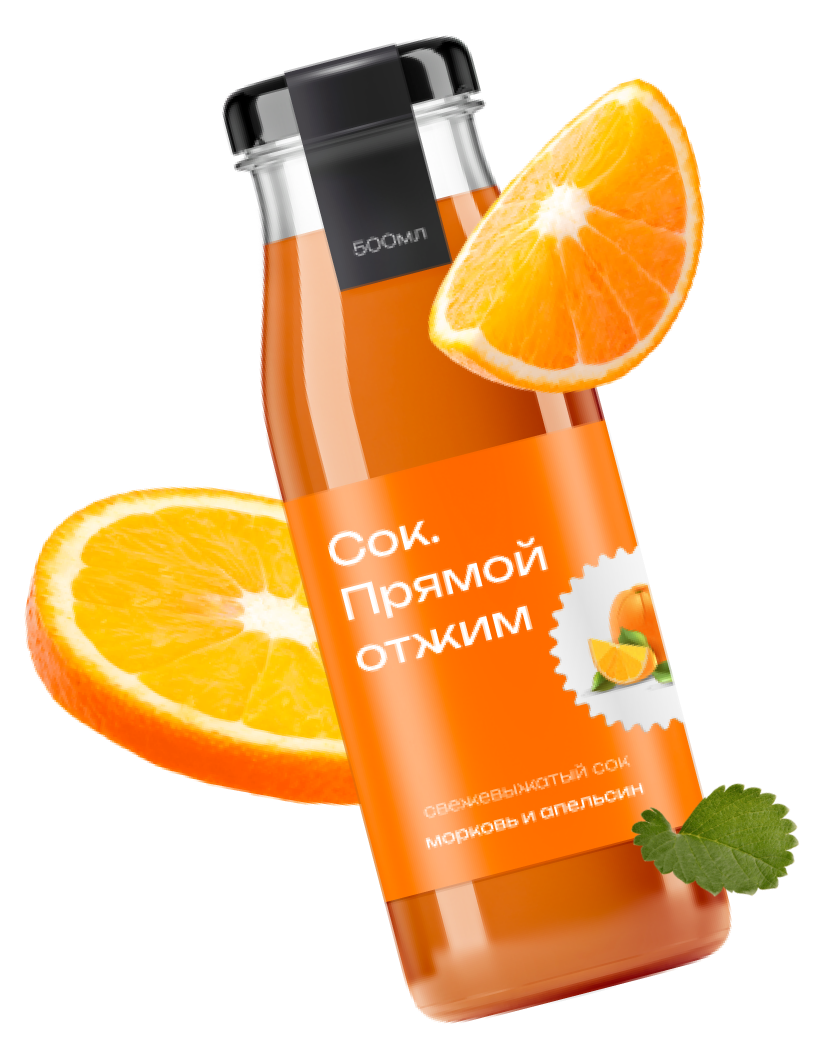 500мл
Сок.
Прямой
отжим
свежевыжатый сок
морковь и апельсин